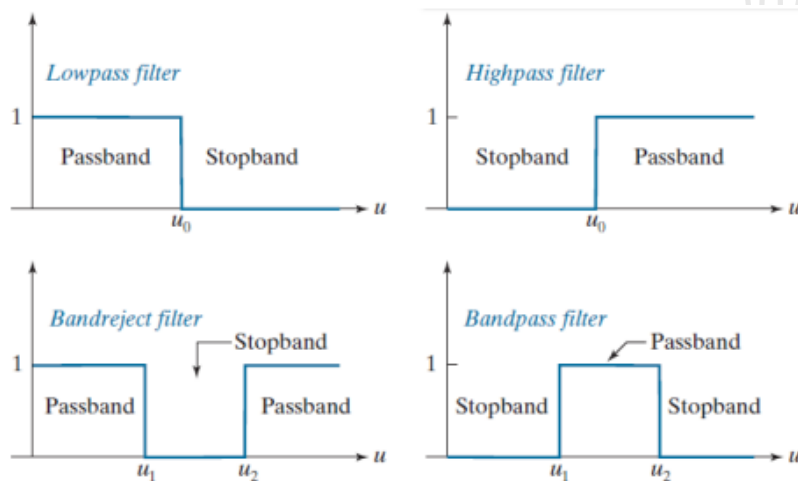 Lowpass filter
1
Passband Stopband
u
u0
Highpass filter
1
Stopband Passband
u
u0
Bandreject filter
Stopband
1
Passband Passband
u
u1 u2
Bandpass filter
Passband
1
Stopband Stopband
u
u1 u2